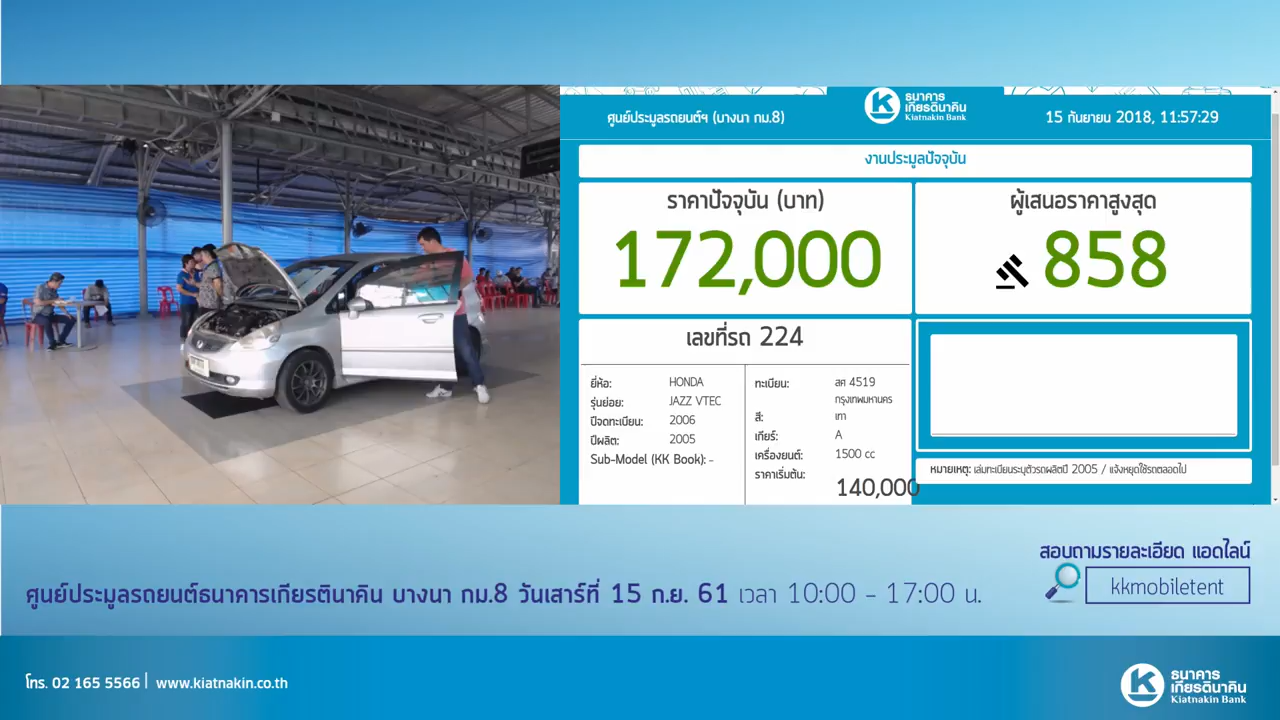 ศูนย์ประมูลรถยนต์ฯ (บางนา กม.8)
ธนาคาร
เกียรตินาคิน
Kiatnakin Bank
15 กันยายน 2018, 11:57:29
งานประมูลปัจจุบัน
ราคาปัจจุบัน (บาท)
172,000
ผู้เสนอราคาสูงสุด
858
เลขที่รถ 224
ยี่ห้อ: HONDA
รุ่นย่อย: JAZZ VTEC
ปีจดทะเบียน: 2006
ปีผลิต: 2005
Sub-Model (KK Book): -
ทะเบียน: สศ 4519
กรุงเทพมหานคร
สี: เทา
เกียร์: A
เครื่องยนต์: 1500 cc
ราคาเริ่มต้น: 140,000
หมายเหตุ: เล่มทะเบียนระบุตัวรถผลิตปี 2005 / แจ้งหยุดใช้รถตลอดไป
สอบถามรายละเอียด แอดไลน์
kkmobiletent
ศูนย์ประมูลรถยนต์ธนาคารเกียรตินาคิน บางนา กม.8 วันเสาร์ที่ 15 ก.ย. 61 เวลา 10:00 - 17:00 น.
โทร. 02 165 5566 | www.kiatnakin.co.th
ธนาคาร
เกียรตินาคิน
Kiatnakin Bank